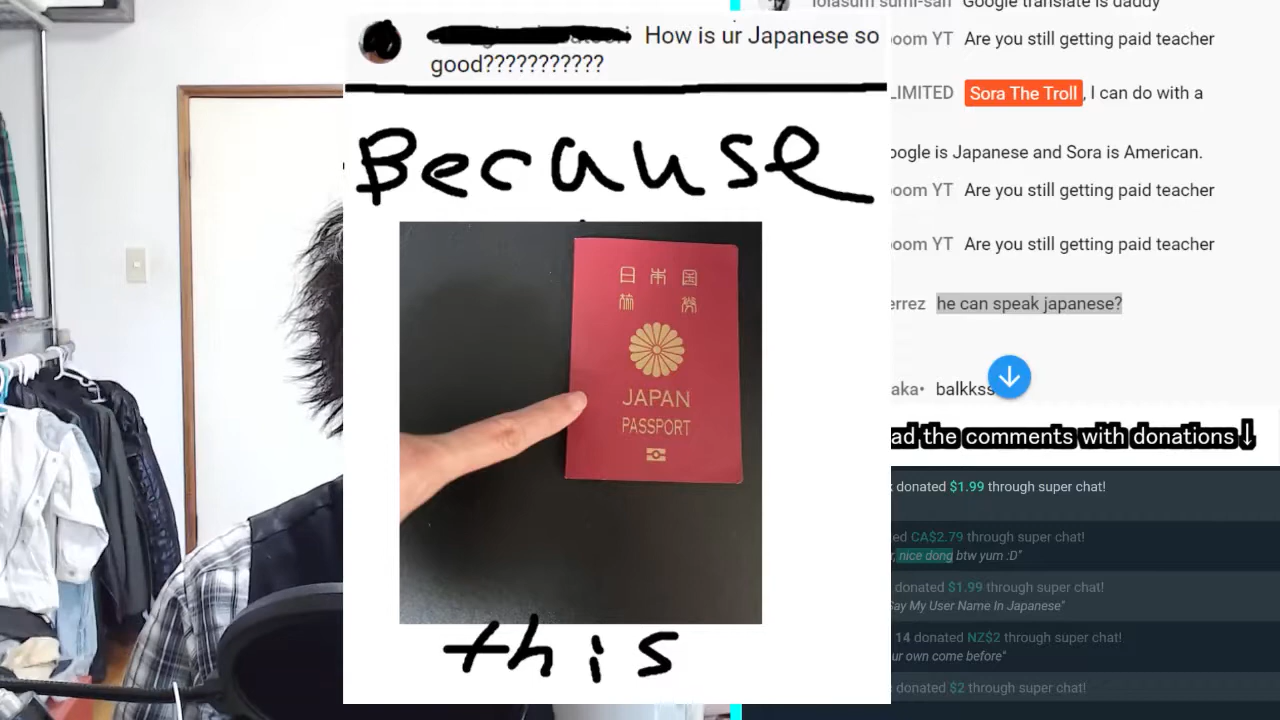 How is ur Japanese so
good???????????
Because
日本国
旅券
JAPAN
PASSPORT
this
sumi-san Google translate is daddy
oom YT Are you still getting paid teacher
LIMITED Sora The Troll, I can do with a
oogle is Japanese and Sora is American.
oom YT Are you still getting paid teacher
oom YT Are you still getting paid teacher
errez he can speak japanese?
aka• balkkss
ad the comments with donations↓
donated $1.99 through super chat!
ed CA$2.79 through super chat!
, nice dong btw yum :D"
donated $1.99 through super chat!
Say My User Name In Japanese"
14 donated NZ$2 through super chat!
ur own come before"
donated $2 through super chat!